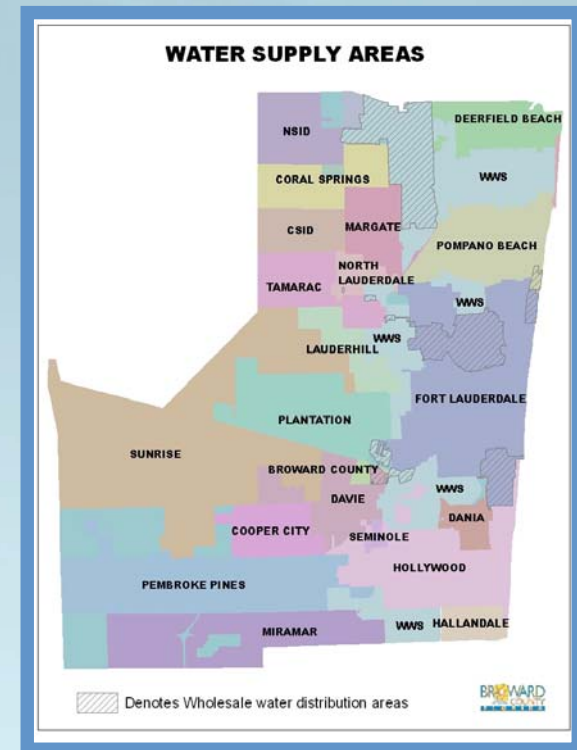 WATER SUPPLY AREAS
DEERFIELD BEACH
NSID
CORAL SPRINGS
WWS
CSID
MARGATE
POMPANO BEACH
NORTH
LAUDERDALE
TAMARAC
WWS
WWS
LAUDERHILL
FORT LAUDERDALE
PLANTATION
SUNRISE
BROWARD COUNTY
WWS
DAVIE
DANIA
COOPER CITY
SEMINOLE
HOLLYWOOD
PEMBROKE PINES
MIRAMAR
WWS
HALLANDALE
Denotes Wholesale water distribution areas
BROWARD
COUNTY
FLORIDA